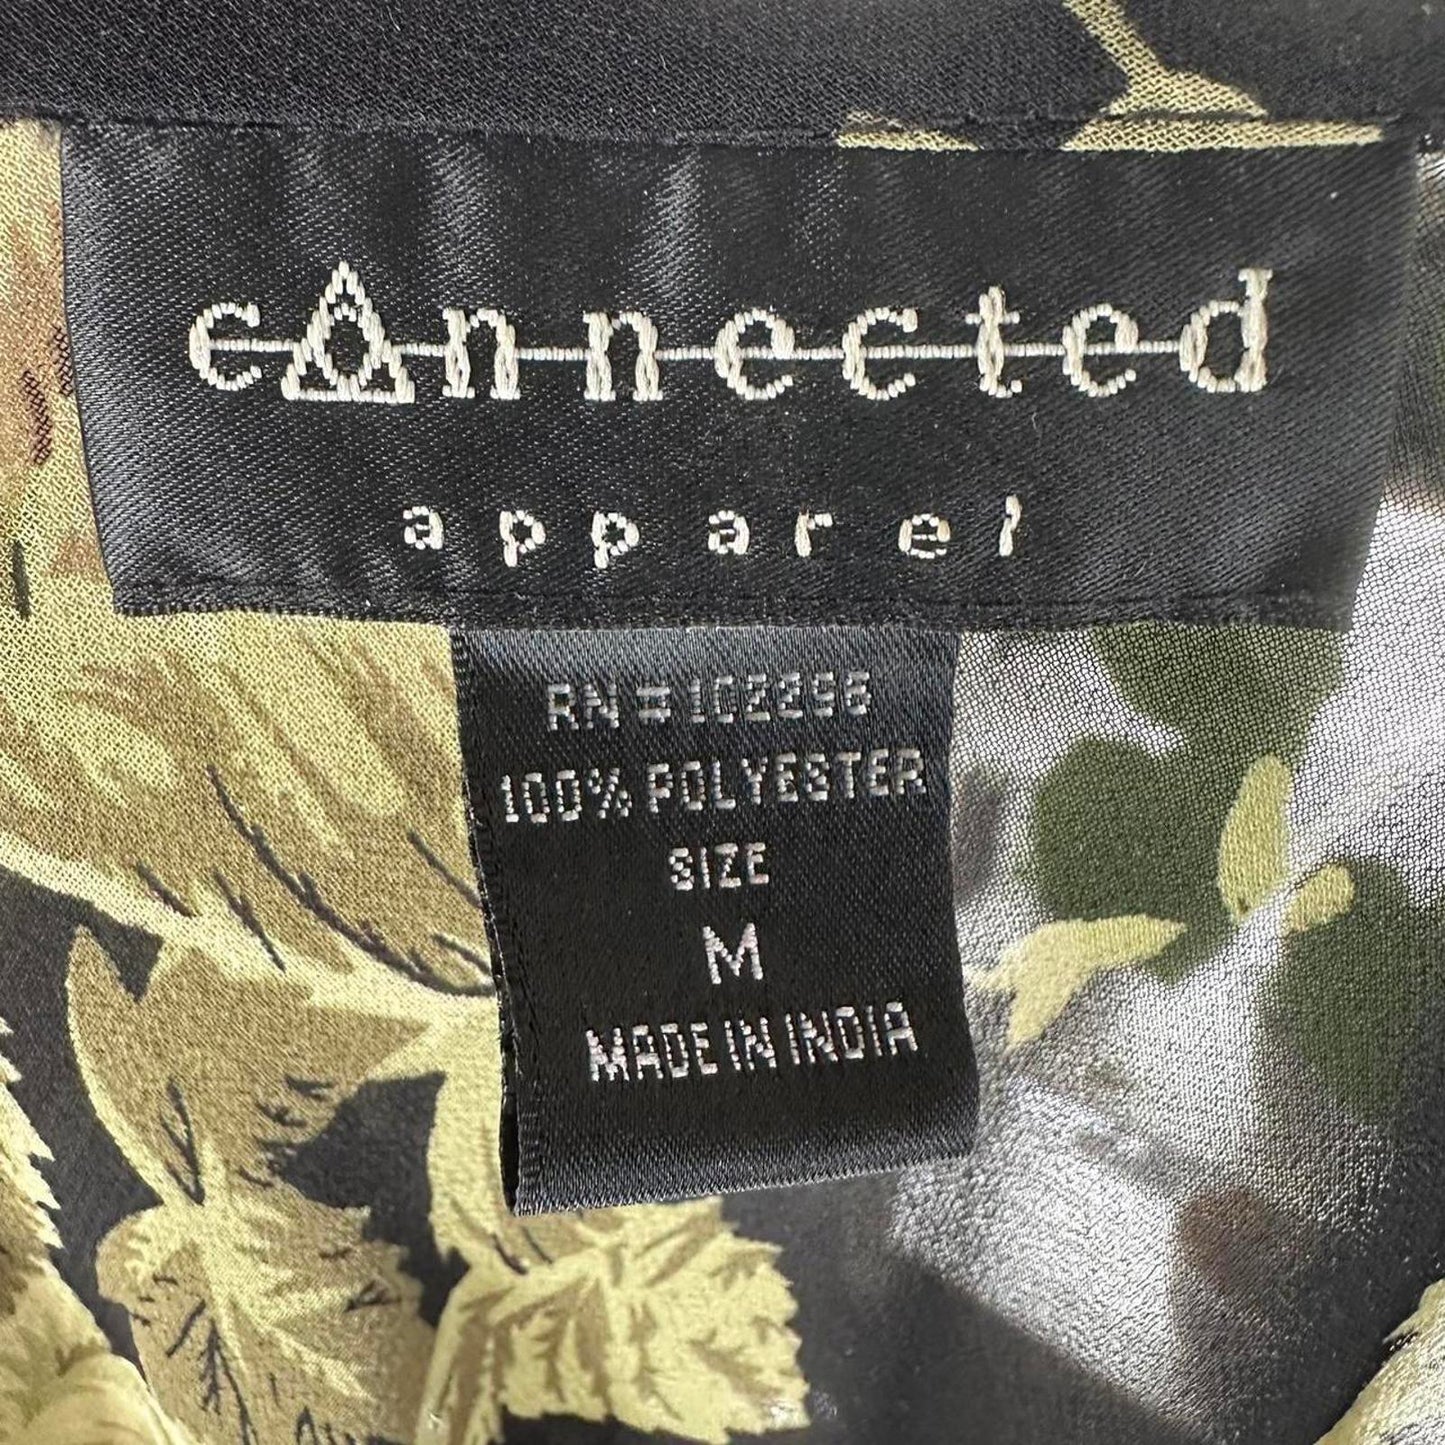 connected
apparel
RN = 102296
100% POLYESTER
SIZE
M
MADE IN INDIA